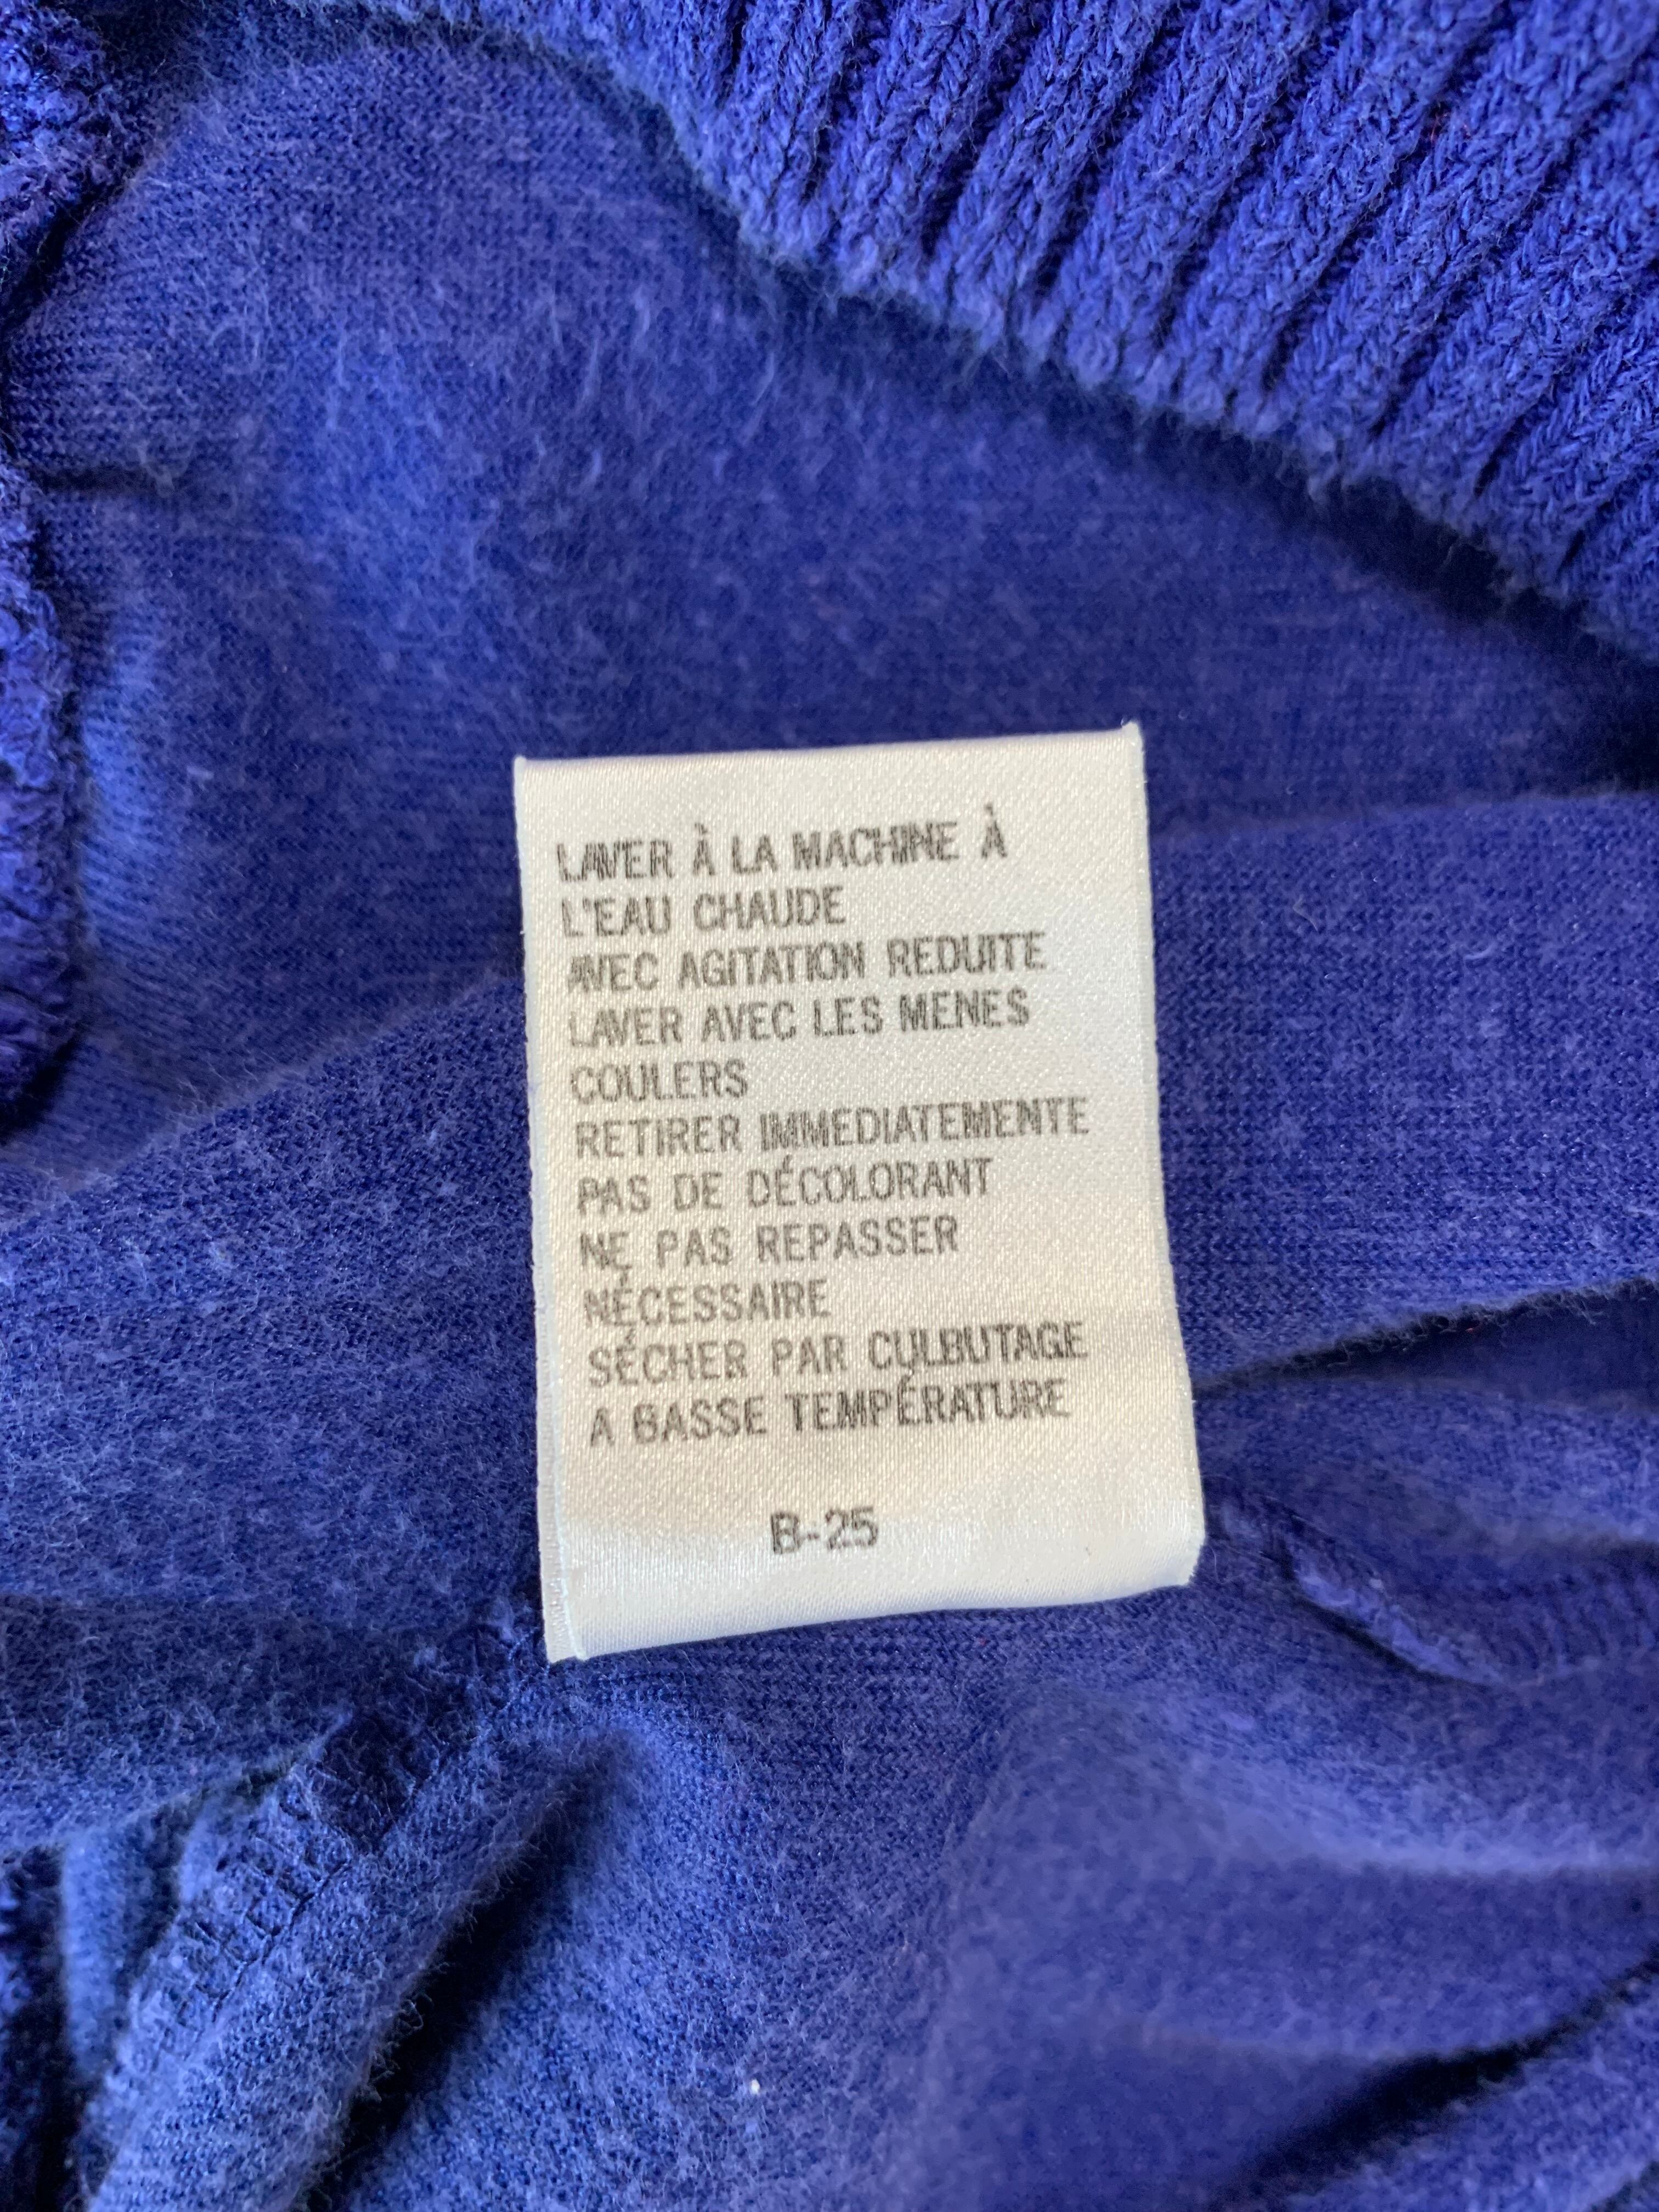 LAVER À LA MACHINE À
L'EAU CHAUDE
AVEC AGITATION REDUITE
LAVER AVEC LES MENES
COULERS
RETIRER IMMEDIATEMENTE
PAS DE DÉCOLORANT
NE PAS REPASSER
NÉCESSAIRE
SÉCHER PAR CULBUTAGE
A BASSE TEMPÉRATURE
B-25